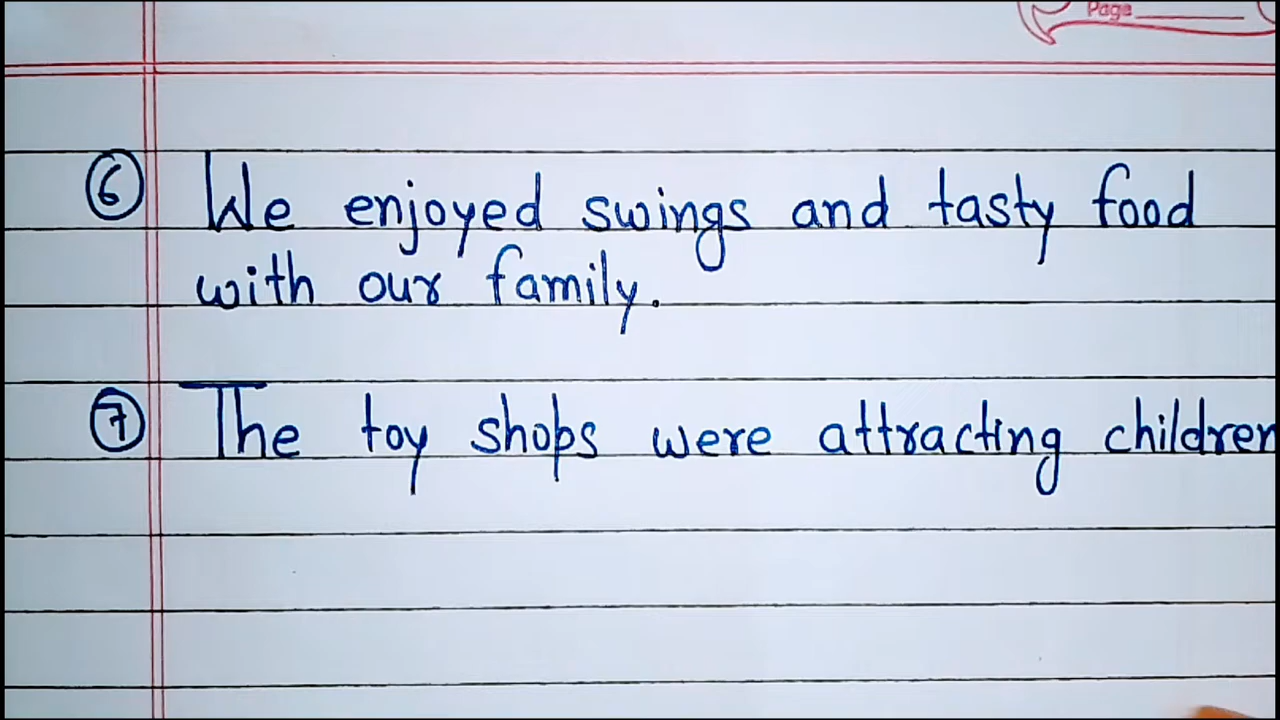 Page
⑥ We enjoyed swings and tasty food
with our family.
⑦ The toy shops were attracting children